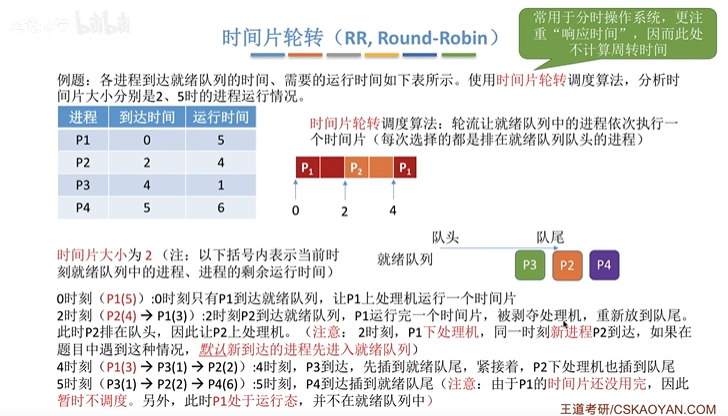 时间片轮转（RR, Round-Robin）
常用于分时操作系统，更注
重“响应时间”，因而此处
不计算周转时间
例题：各进程到达就绪队列的时间、需要的运行时间如下表所示。使用时间片轮转调度算法，分析时
间片大小分别是2、5时的进程运行情况。
进程 到达时间 运行时间
P1 0 5
P2 2 4
P3 4 1
P4 5 6
时间片轮转调度算法：轮流让就绪队列中的进程依次执行一
个时间片（每次选择的都是排在就绪队列队头的进程）
P1 P2 P1
0 2 4
时间片大小为 2（注：以下括号内表示当前时
刻就绪队列中的进程、进程的剩余运行时间）
队头 队尾
就绪队列
P3 P2 P4
0时刻（P1(5)）:0时刻只有P1到达就绪队列，让P1上处理机运行一个时间片
2时刻（P2(4) → P1(3)）:2时刻P2到达就绪队列，P1运行完一个时间片，被剥夺处理机，重新放到队尾。
此时P2排在队头，因此让P2上处理机。（注意： 2时刻，P1下处理机，同一时刻新进程P2到达，如果在
题目中遇到这种情况，默认新到达的进程先进入就绪队列）
4时刻（P1(3) → P3(1) → P2(2)）:4时刻，P3到达，先插到就绪队尾，紧接着，P2下处理机也插到队尾
5时刻（P3(1) → P2(2) → P4(6)）:5时刻，P4到达插到就绪队尾（注意：由于P1的时间片还没用完，因此
暂时不调度。另外，此时P1处于运行态，并不在就绪队列中）
王道考研/CSKAOYAN.COM